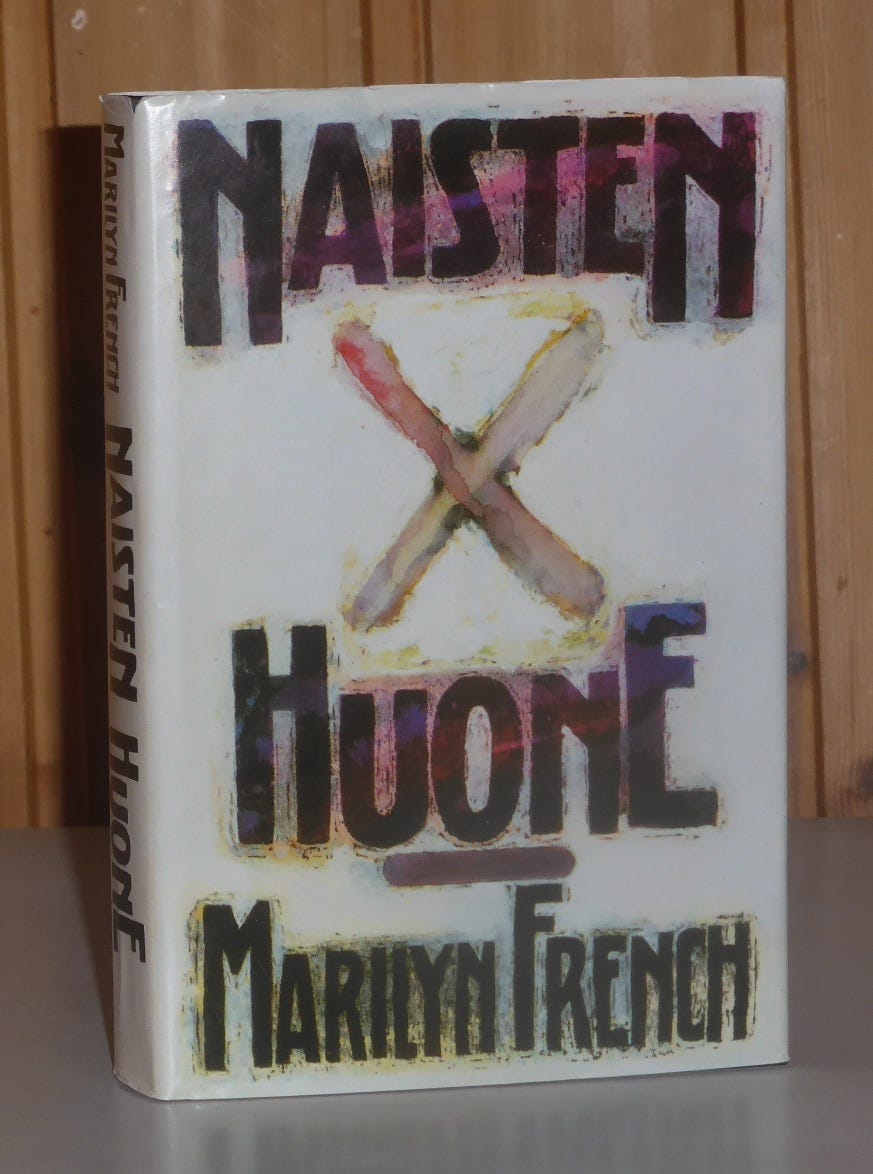 NAISTEN
HUONE
MARILYN FRENCH
MARILYN FRENCH NAISTEN HUONE